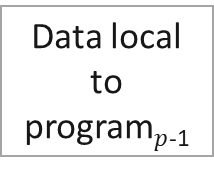 Data local
to
program_{p-1}